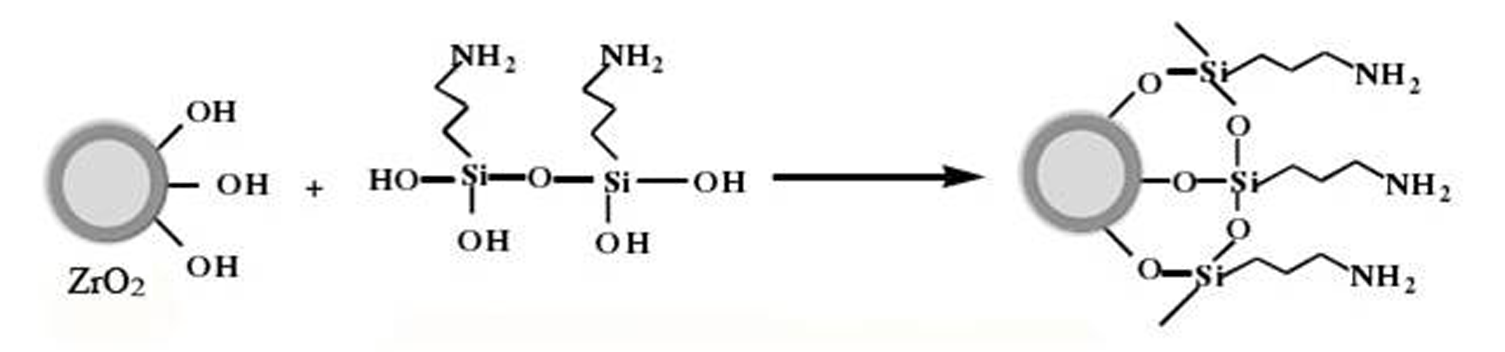 OH
OH
OH
ZrO2
+
NH2 NH2
HO Si O Si OH
OH OH
O Si NH2
O
O Si NH2
O
O Si NH2